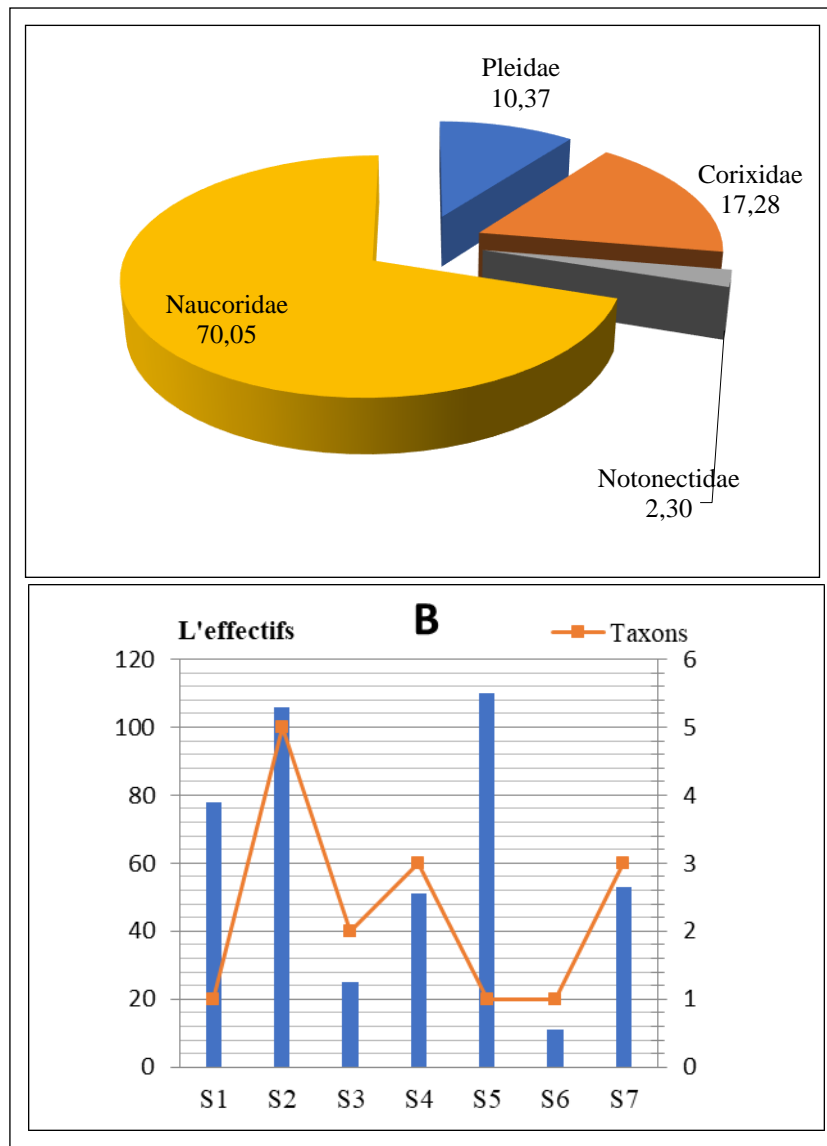 Pleidae
10,37
Corixidae
17,28
Naucoridae
70,05
Notonectidae
2,30
L'effectifs
B
Taxons
120
100
80
60
40
20
0
6
5
4
3
2
1
0
S1 S2 S3 S4 S5 S6 S7